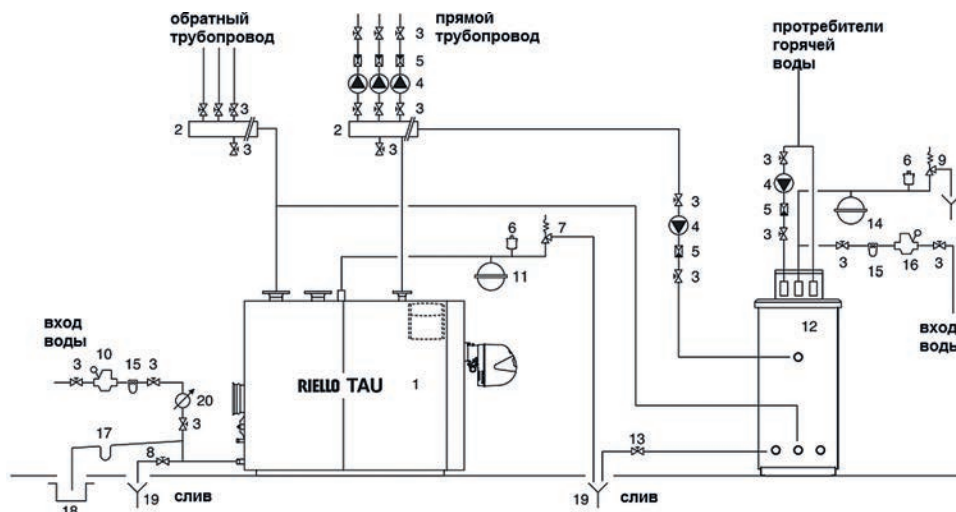 обратный
трубопровод
прямой
трубопровод
протребители
горячей
воды
3
5
4
3
2
3
3
2
3
3
4
5
3
6
9
14
3
15
16
3
3
4
5
3
6
7
11
12
вход
воды
вход
воды
3
10
15
3
20
3
17
8
RIELLO TAU
1
13
18
19
слив
19
слив